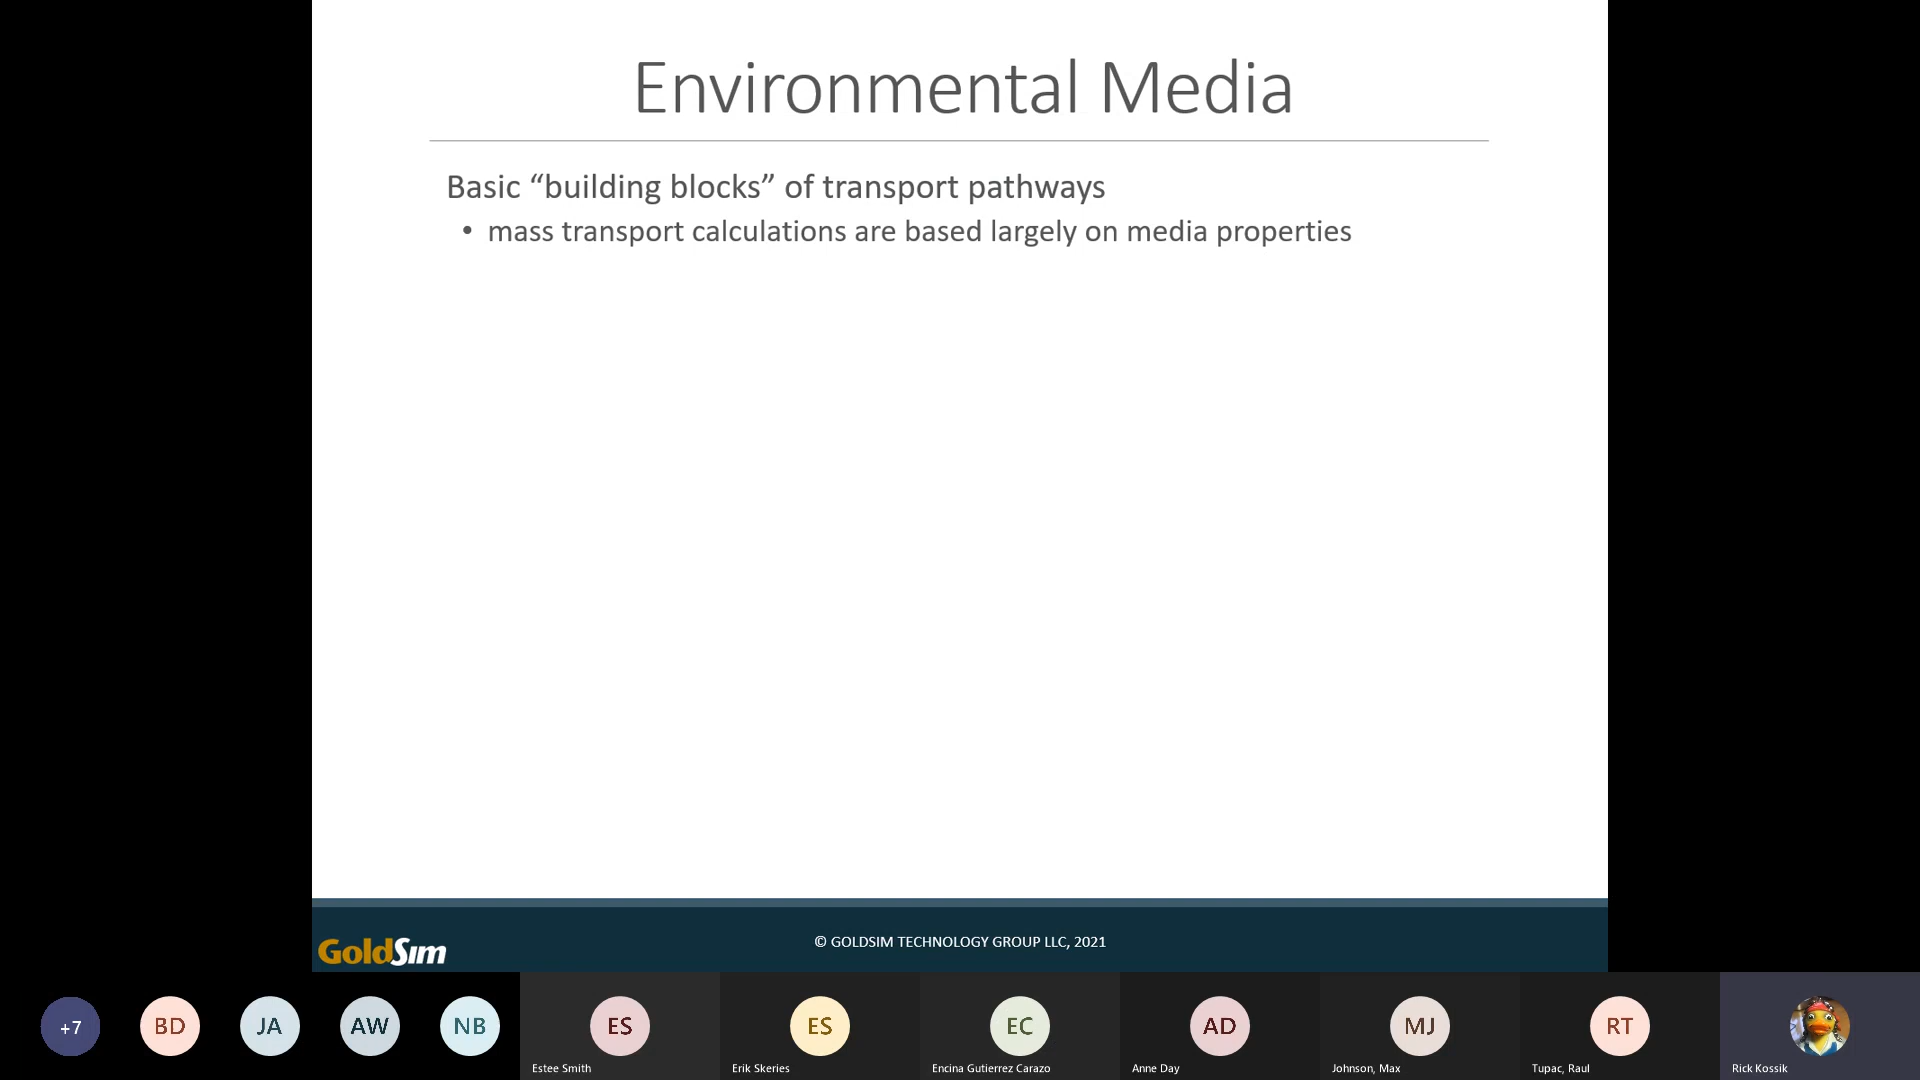 Environmental Media
Basic “building blocks” of transport pathways
• mass transport calculations are based largely on media properties
GoldSim
© GOLDSIM TECHNOLOGY GROUP LLC, 2021
+7
BD
JA
AW
NB
ES
ES
EC
AD
MJ
RT
Estee Smith
Erik Skeries
Encina Gutierrez Carazo
Anne Day
Johnson, Max
Tupac, Raul
Rick Kossik